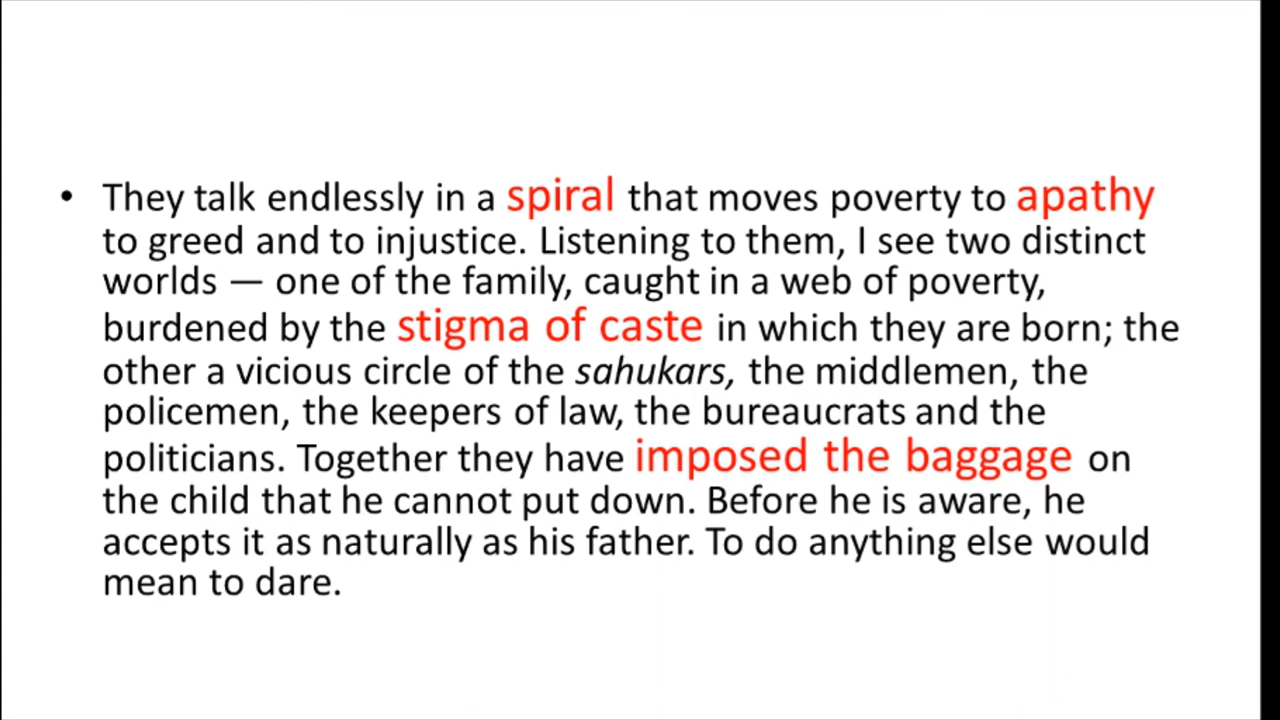 • They talk endlessly in a spiral that moves poverty to apathy
to greed and to injustice. Listening to them, I see two distinct
worlds — one of the family, caught in a web of poverty,
burdened by the stigma of caste in which they are born; the
other a vicious circle of the sahukars, the middlemen, the
policemen, the keepers of law, the bureaucrats and the
politicians. Together they have imposed the baggage on
the child that he cannot put down. Before he is aware, he
accepts it as naturally as his father. To do anything else would
mean to dare.